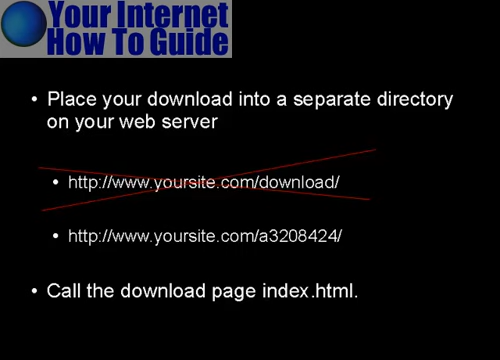 Your Internet
How To Guide
• Place your download into a separate directory
on your web server
• http://www.yoursite.com/download/
• http://www.yoursite.com/a3208424/
• Call the download page index.html.